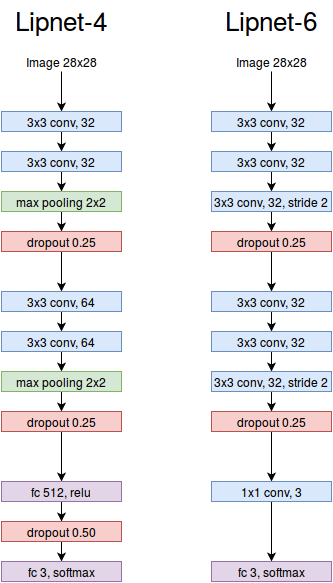 Lipnet-4
Image 28x28
3x3 conv, 32
3x3 conv, 32
max pooling 2x2
dropout 0.25
3x3 conv, 64
3x3 conv, 64
max pooling 2x2
dropout 0.25
fc 512, relu
dropout 0.50
fc 3, softmax
Lipnet-6
Image 28x28
3x3 conv, 32
3x3 conv, 32
3x3 conv, 32, stride 2
dropout 0.25
3x3 conv, 32
3x3 conv, 32
3x3 conv, 32, stride 2
dropout 0.25
1x1 conv, 3
fc 3, softmax